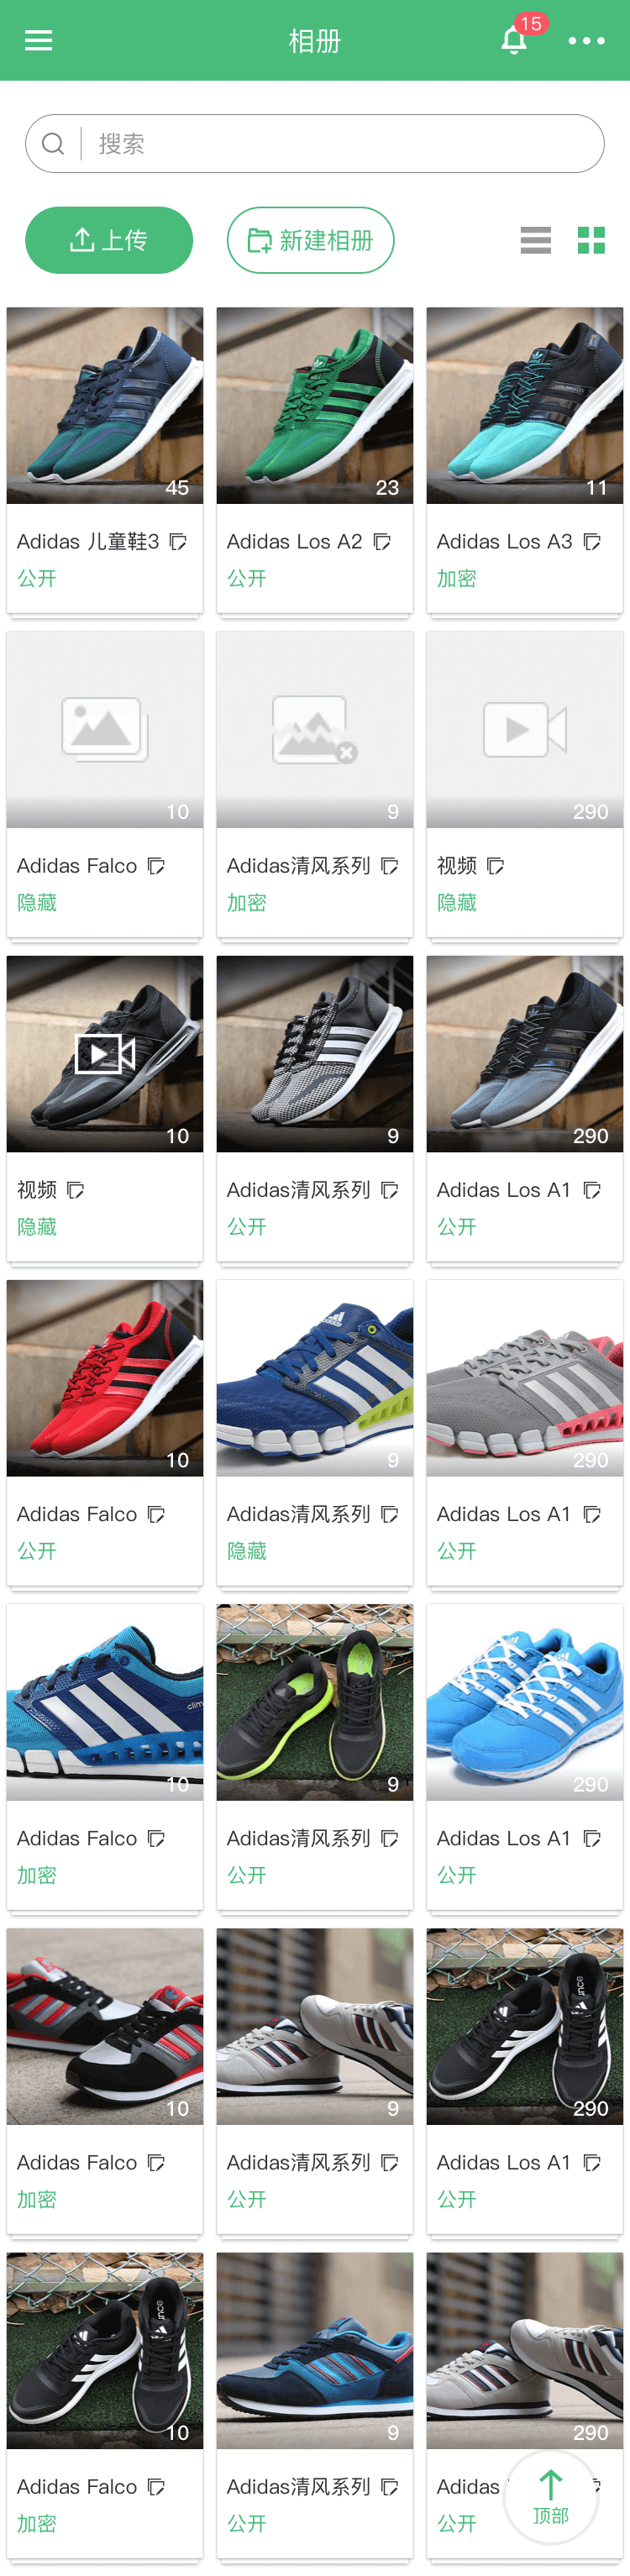 相册
15
搜索
上传
新建相册
45
23
11
Adidas 儿童鞋3
Adidas Los A2
Adidas Los A3
公开
公开
加密
10
9
290
Adidas Falco
Adidas清风系列
视频
隐藏
加密
隐藏
10
9
290
视频
Adidas清风系列
Adidas Los A1
隐藏
公开
公开
adidas
10
9
290
Adidas Falco
Adidas清风系列
Adidas Los A1
公开
隐藏
公开
clim
10
9
290
Adidas Falco
Adidas清风系列
Adidas Los A1
加密
公开
公开
ounce
10
9
290
Adidas Falco
Adidas清风系列
Adidas Los A1
加密
公开
公开
ounce
10
9
290
Adidas Falco
Adidas清风系列
Adidas
加密
公开
公开
顶部